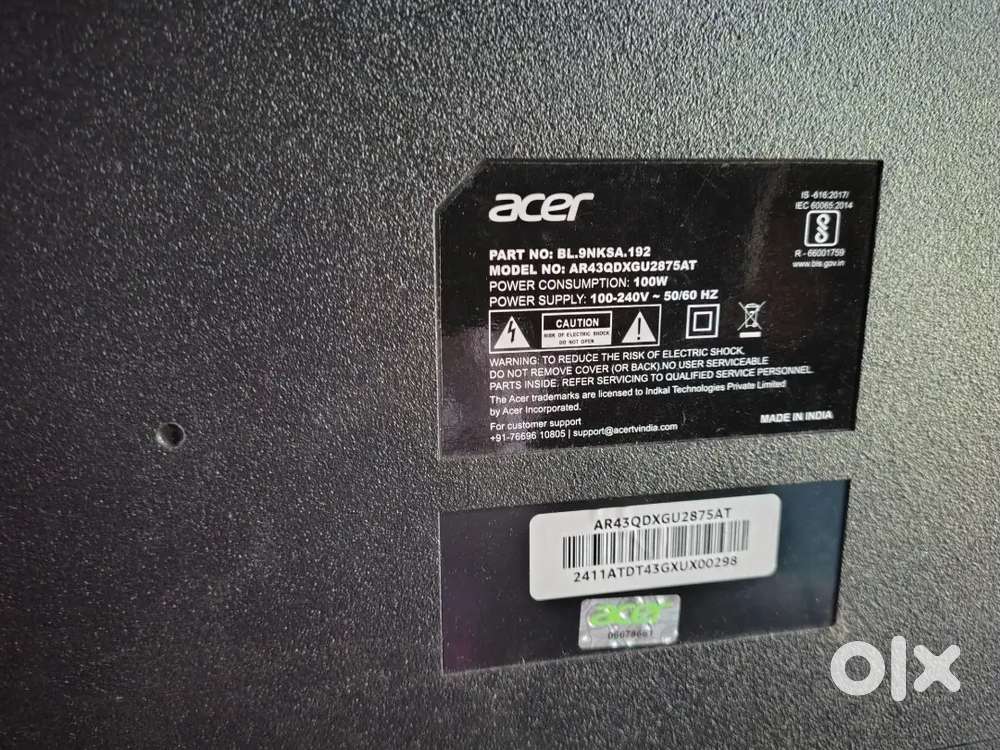 acer
IS -616:2017/
IEC 60065:2014
R - 66001759
www.bis.gov.in
PART NO: BL.9NKSA.192
MODEL NO: AR43QDXGU2875AT
POWER CONSUMPTION: 100W
POWER SUPPLY: 100-240V ~ 50/60 HZ
CAUTION
RISK OF ELECTRIC SHOCK
DO NOT OPEN
WARNING: TO REDUCE THE RISK OF ELECTRIC SHOCK,
DO NOT REMOVE COVER (OR BACK).NO USER SERVICEABLE
PARTS INSIDE. REFER SERVICING TO QUALIFIED SERVICE PERSONNEL.
The Acer trademarks are licensed to Indkal Technologies Private Limited
by Acer Incorporated.
For customer support
+91-76696 10805 | support@acertvindia.com
MADE IN INDIA
AR43QDXGU2875AT
2411ATDT43GXUX00298
acer
06678661
olx